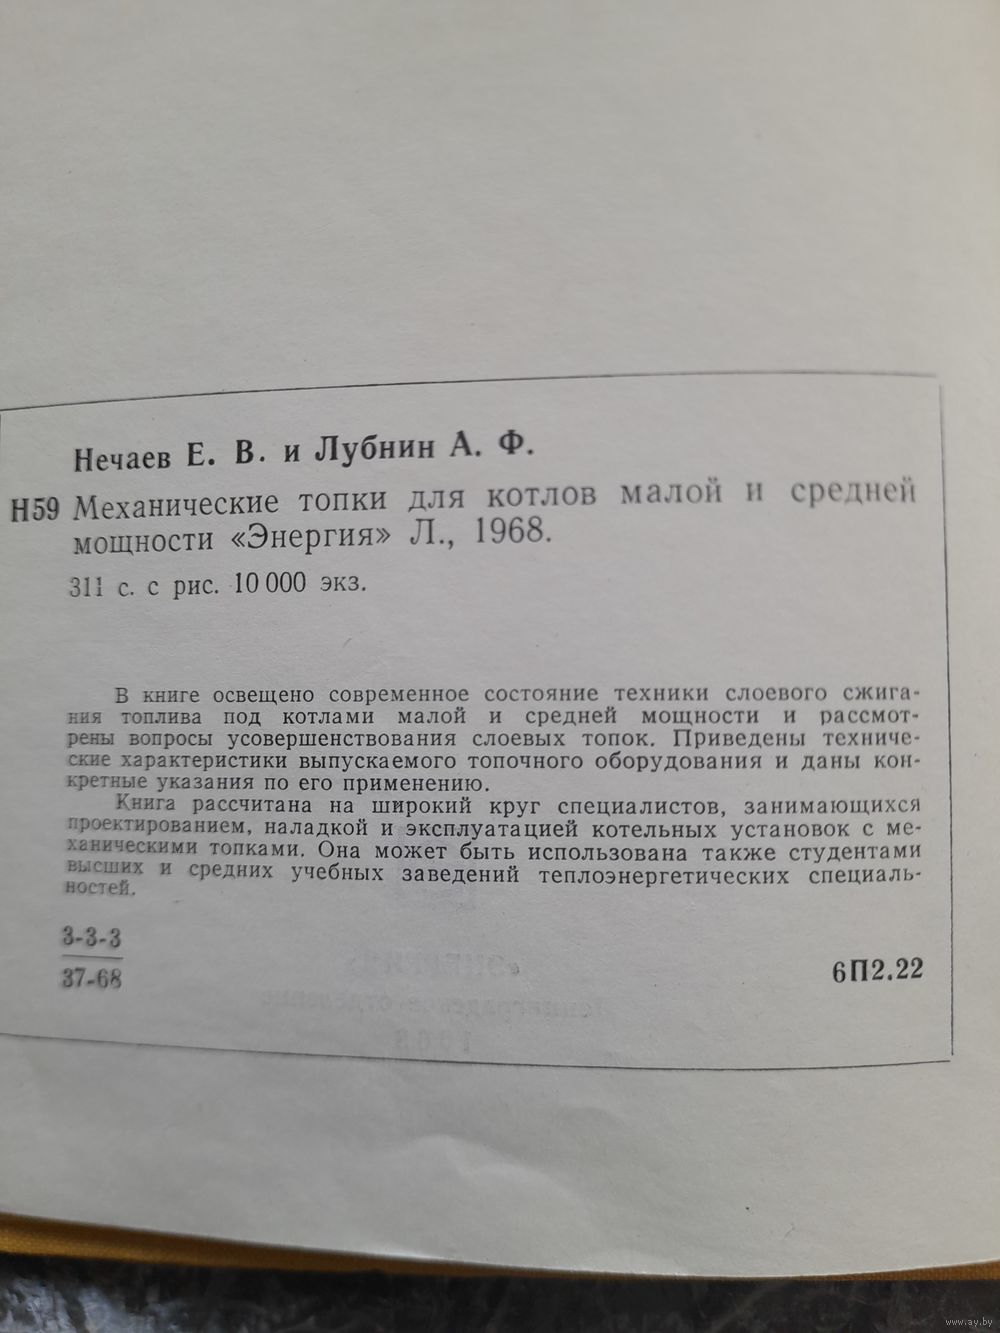 Нечаев Е. В. и Лубнин А. Ф.
Н59 Механические топки для котлов малой и средней
мощности «Энергия» Л., 1968.
311 с. с рис. 10 000 экз.
В книге освещено современное состояние техники слоевого сжига-
ния топлива под котлами малой и средней мощности и рассмот-
рены вопросы усовершенствования слоевых топок. Приведены техниче-
ские характеристики выпускаемого топочного оборудования и даны кон-
кретные указания по его применению.
Книга рассчитана на широкий круг специалистов, занимающихся
проектированием, наладкой и эксплуатацией котельных установок с ме-
ханическими топками. Она может быть использована также студентами
высших и средних учебных заведений теплоэнергетических специаль-
ностей.
3-3-3
37-68
6П2.22
www.ay.by